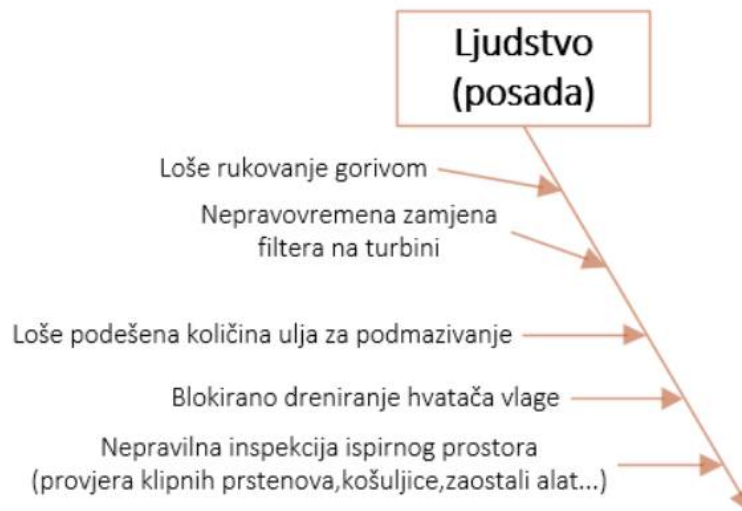 Ljudstvo
(posada)
Loše rukovanje gorivom
Nepravovremena zamjena
filtera na turbini
Loše podešena količina ulja za podmazivanje
Blokirano dreniranje hvatača vlage
Nepravilna inspekcija ispirnog prostora
(provjera klipnih prstenova,košuljice,zaostali alat...)